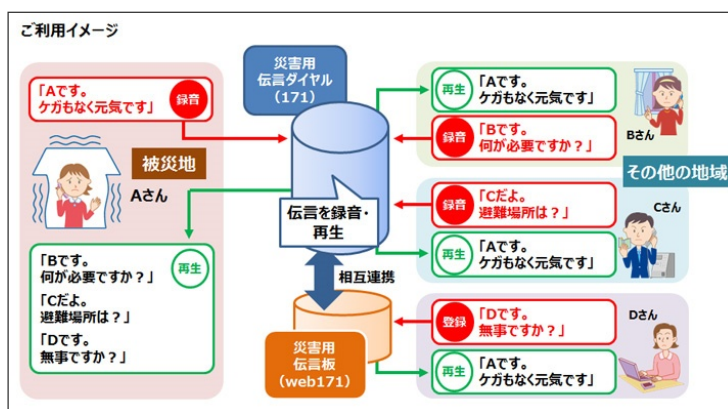 ご利用イメージ
災害用
伝言ダイヤル
（171）
「Aです。
ケガもなく元気です」
録音
被災地
Aさん
「Bです。
何が必要ですか？」
再生
「Cだよ。
避難場所は？」
「Dです。
無事ですか？」
伝言を録音・
再生
相互連携
災害用
伝言板
（web171）
再生
「Aです。
ケガもなく元気です」
録音
「Bです。
何が必要ですか？」
Bさん
その他の地域
録音
「Cだよ。
避難場所は？」
Cさん
再生
「Aです。
ケガもなく元気です」
登録
「Dです。
無事ですか？」
Dさん
再生
「Aです。
ケガもなく元気です」